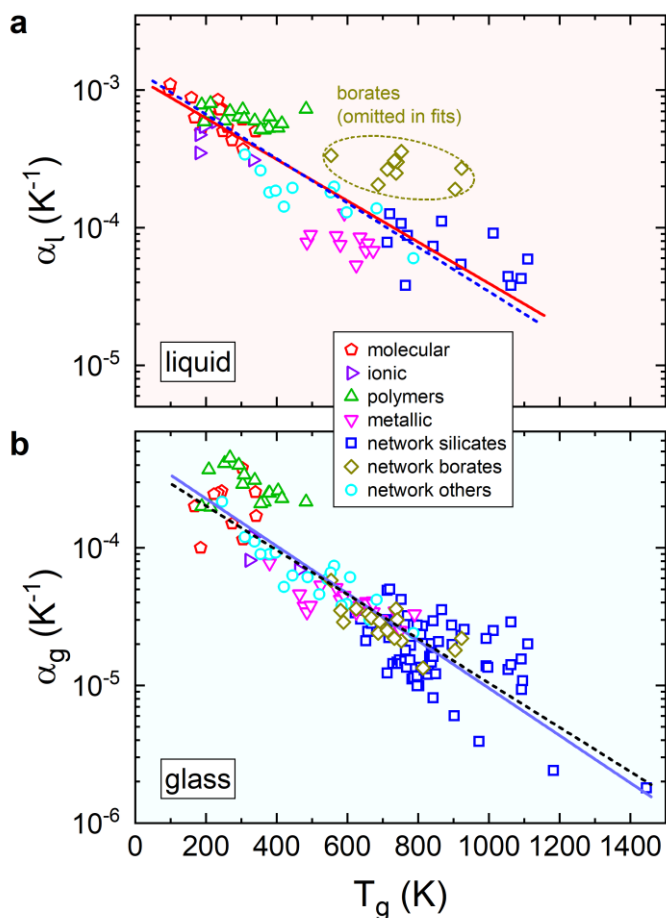 a
10⁻³
10⁻⁴
10⁻⁵
αₗ (K⁻¹)
borates
(omitted in fits)
liquid
molecular
ionic
polymers
metallic
network silicates
network borates
network others
b
10⁻⁴
10⁻⁵
10⁻⁶
α_g (K⁻¹)
glass
0 200 400 600 800 1000 1200 1400
T_g (K)